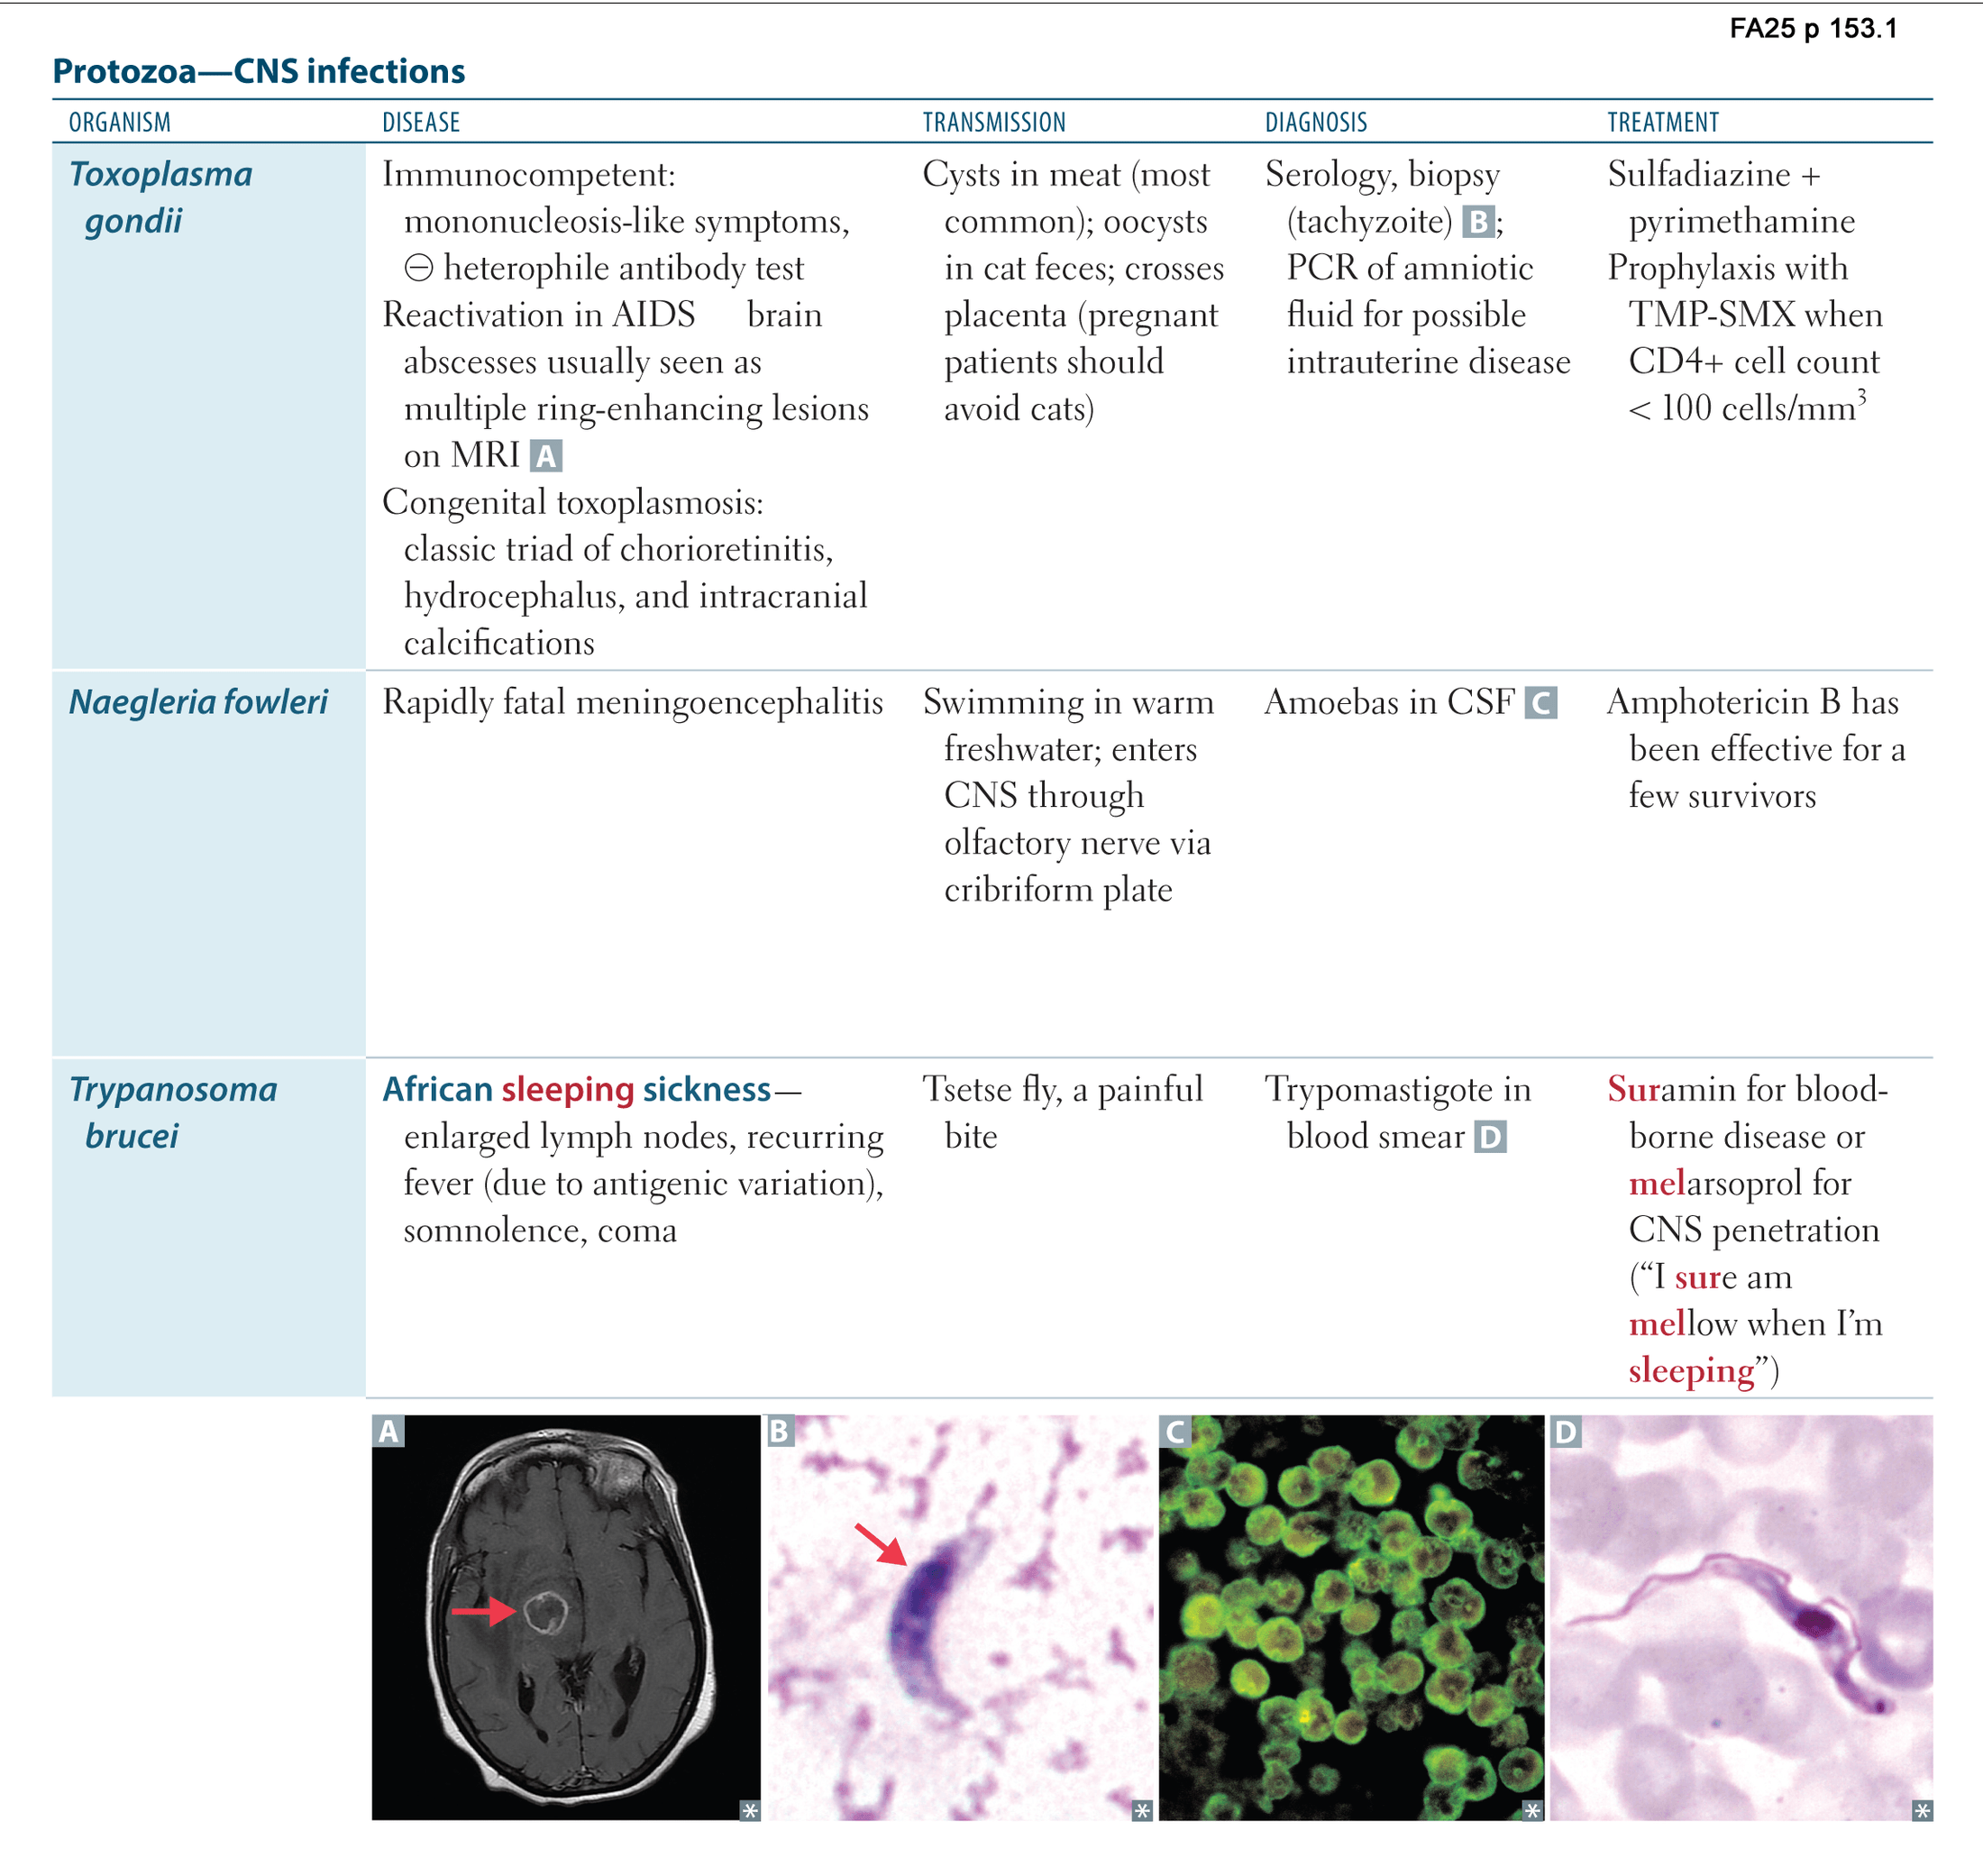 FA25 p 153.1
Protozoa—CNS infections
ORGANISM DISEASE TRANSMISSION DIAGNOSIS TREATMENT
Toxoplasma
gondii
Immunocompetent:
mononucleosis-like symptoms,
⊖ heterophile antibody test
Reactivation in AIDS brain
abscesses usually seen as
multiple ring-enhancing lesions
on MRI A
Congenital toxoplasmosis:
classic triad of chorioretinitis,
hydrocephalus, and intracranial
calcifications
Cysts in meat (most
common); oocysts
in cat feces; crosses
placenta (pregnant
patients should
avoid cats)
Serology, biopsy
(tachyzoite) B;
PCR of amniotic
fluid for possible
intrauterine disease
Sulfadiazine +
pyrimethamine
Prophylaxis with
TMP-SMX when
CD4+ cell count
< 100 cells/mm³
Naegleria fowleri
Rapidly fatal meningoencephalitis
Swimming in warm
freshwater; enters
CNS through
olfactory nerve via
cribriform plate
Amoebas in CSF C
Amphotericin B has
been effective for a
few survivors
Trypanosoma
brucei
African sleeping sickness—
enlarged lymph nodes, recurring
fever (due to antigenic variation),
somnolence, coma
Tsetse fly, a painful
bite
Trypomastigote in
blood smear D
Suramin for blood-
borne disease or
melarsoprol for
CNS penetration
(“I sure am
mellow when I’m
sleeping”)
A B C D
* * * *